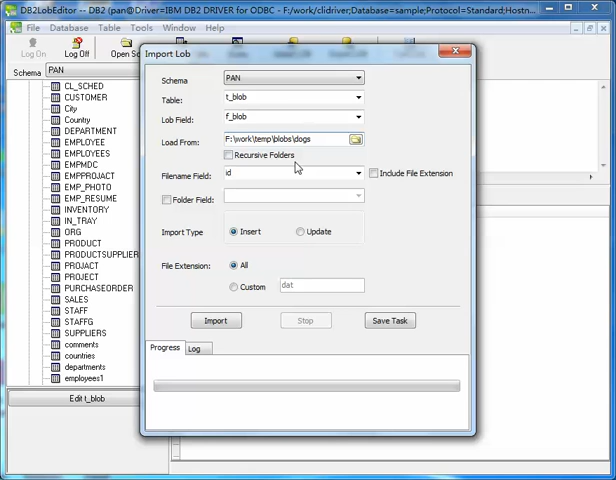 DB2LobEditor -- DB2 (pan@Driver=IBM DB2 DRIVER for ODBC - F:/work/clidriver;Database=sample;Protocol=Standard;Hostn...
File Database Table Tools Window Help
Log On Log Off Open Sc
Schema PAN
CL_SCHED
CUSTOMER
City
Country
DEPARTMENT
EMPLOYEE
EMPLOYEES
EMPMDC
EMPPROJACT
EMP_PHOTO
EMP_RESUME
INVENTORY
IN_TRAY
ORG
PRODUCT
PRODUCTSUPPLIER
PROJACT
PROJECT
PURCHASEORDER
SALES
STAFF
STAFFG
SUPPLIERS
comments
countries
departments
employees1
Edit t_blob
Import Lob
Schema PAN
Table: t_blob
Lob Field: f_blob
Load From: F:\work\temp\blobs\dogs
Recursive Folders
Filename Field: id Include File Extension
Folder Field:
Import Type Insert Update
File Extension: All
Custom dat
Import Stop Save Task
Progress Log